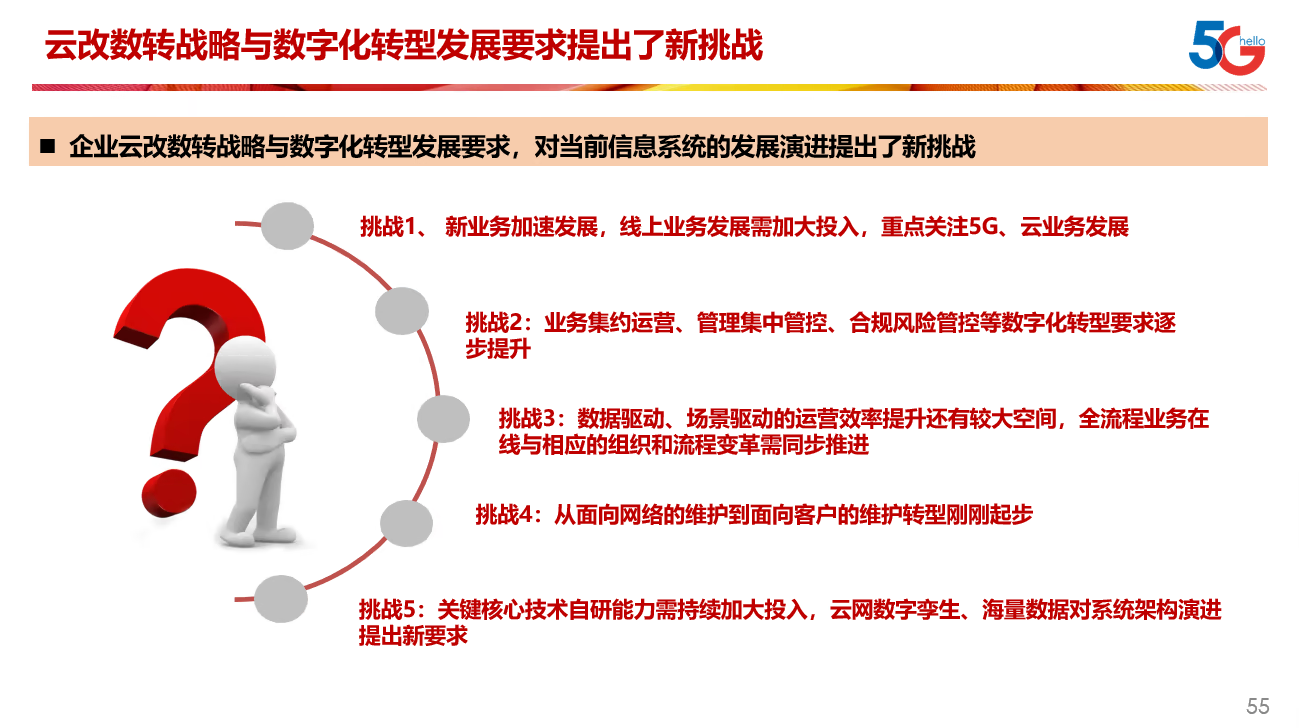 云改数转战略与数字化转型发展要求提出了新挑战
5G hello
■ 企业云改数转战略与数字化转型发展要求，对当前信息系统的发展演进提出了新挑战
挑战1、 新业务加速发展，线上业务发展需加大投入，重点关注5G、云业务发展
挑战2：业务集约运营、管理集中管控、合规风险管控等数字化转型要求逐
步提升
挑战3：数据驱动、场景驱动的运营效率提升还有较大空间，全流程业务在
线与相应的组织和流程变革需同步推进
挑战4：从面向网络的维护到面向客户的维护转型刚刚起步
挑战5：关键核心技术自研能力需持续加大投入，云网数字孪生、海量数据对系统架构演进
提出新要求
55